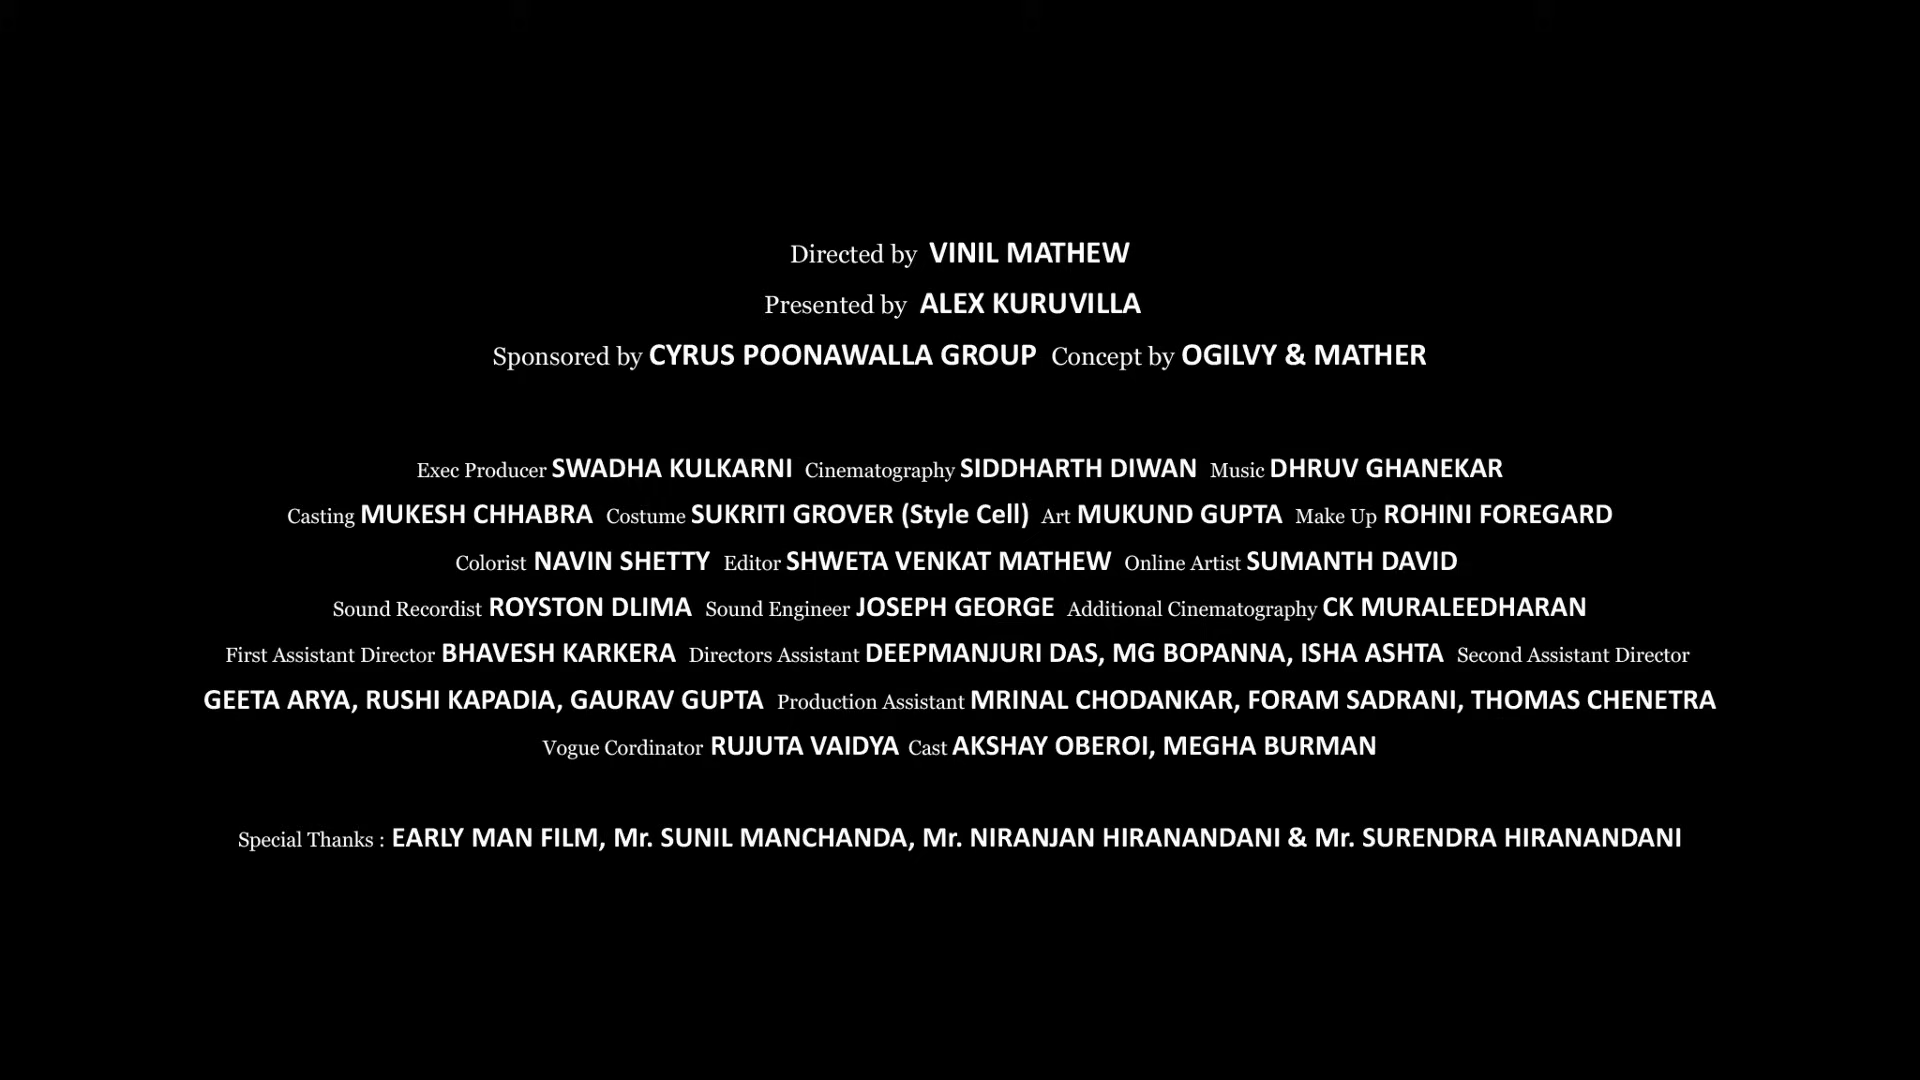 Directed by VINIL MATHEW
Presented by ALEX KURUVILLA
Sponsored by CYRUS POONAWALLA GROUP Concept by OGILVY & MATHER
Exec Producer SWADHA KULKARNI Cinematography SIDDHARTH DIWAN Music DHRUV GHANEKAR
Casting MUKESH CHHABRA Costume SUKRITI GROVER (Style Cell) Art MUKUND GUPTA Make Up ROHINI FOREGARD
Colorist NAVIN SHETTY Editor SHWETA VENKAT MATHEW Online Artist SUMANTH DAVID
Sound Recordist ROYSTON DLIMA Sound Engineer JOSEPH GEORGE Additional Cinematography CK MURALEEDHARAN
First Assistant Director BHAVESH KARKERA Directors Assistant DEEPMANJURI DAS, MG BOPANNA, ISHA ASHTA Second Assistant Director
GEETA ARYA, RUSHI KAPADIA, GAURAV GUPTA Production Assistant MRINAL CHODANKAR, FORAM SADRANI, THOMAS CHENETRA
Vogue Cordinator RUJUTA VAIDYA Cast AKSHAY OBEROI, MEGHA BURMAN
Special Thanks : EARLY MAN FILM, Mr. SUNIL MANCHANDA, Mr. NIRANJAN HIRANANDANI & Mr. SURENDRA HIRANANDANI